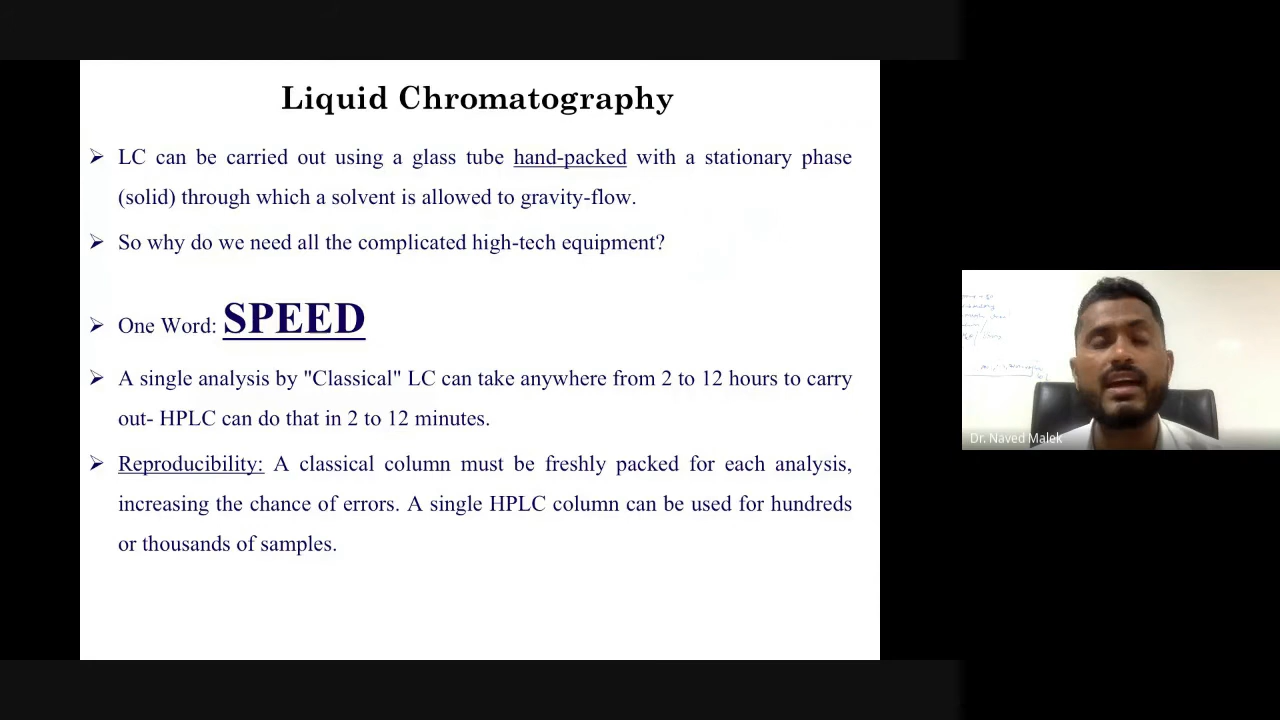 Liquid Chromatography
➢ LC can be carried out using a glass tube hand-packed with a stationary phase
(solid) through which a solvent is allowed to gravity-flow.
➢ So why do we need all the complicated high-tech equipment?
➢ One Word: SPEED
➢ A single analysis by "Classical" LC can take anywhere from 2 to 12 hours to carry
out- HPLC can do that in 2 to 12 minutes.
➢ Reproducibility: A classical column must be freshly packed for each analysis,
increasing the chance of errors. A single HPLC column can be used for hundreds
or thousands of samples.
Dr. Naved Malek